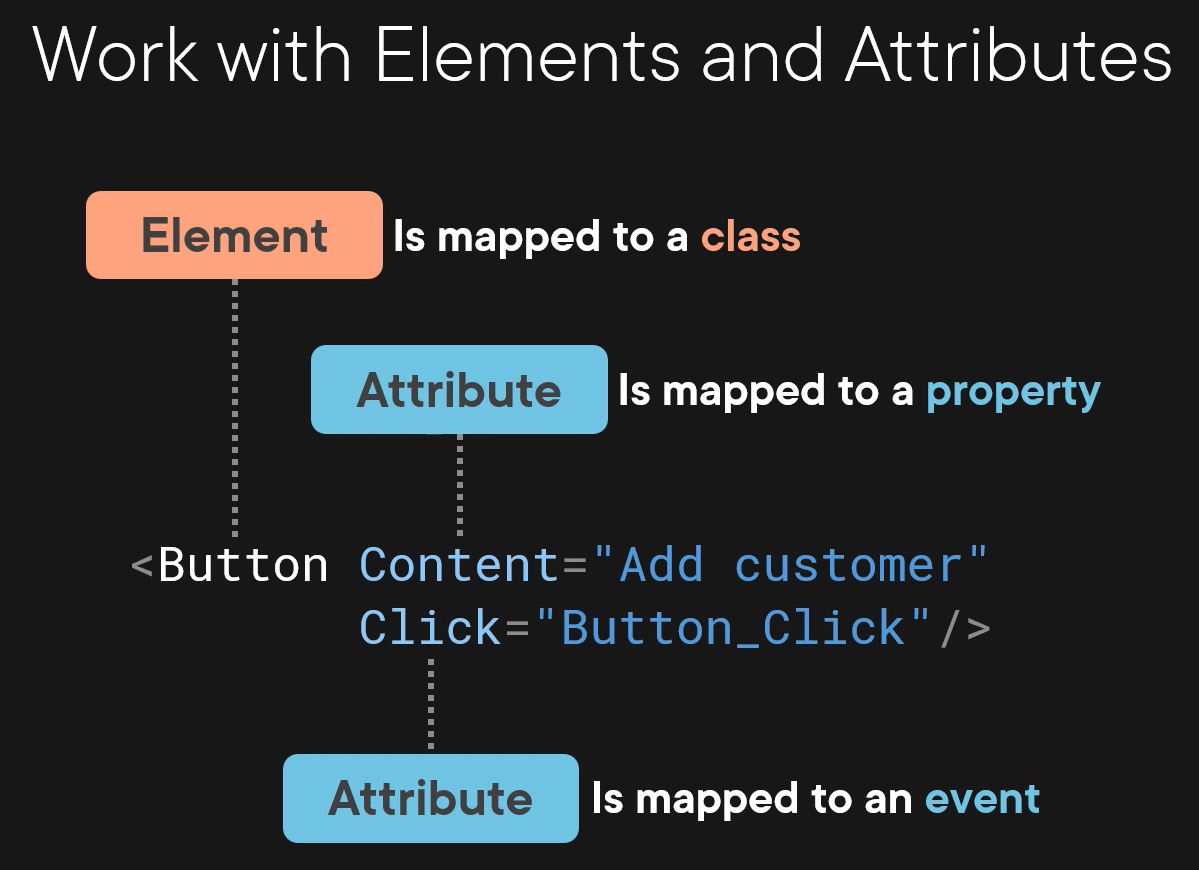 Work with Elements and Attributes
Element Is mapped to a class
Attribute Is mapped to a property
<Button Content="Add customer"
Click="Button_Click"/>
Attribute Is mapped to an event